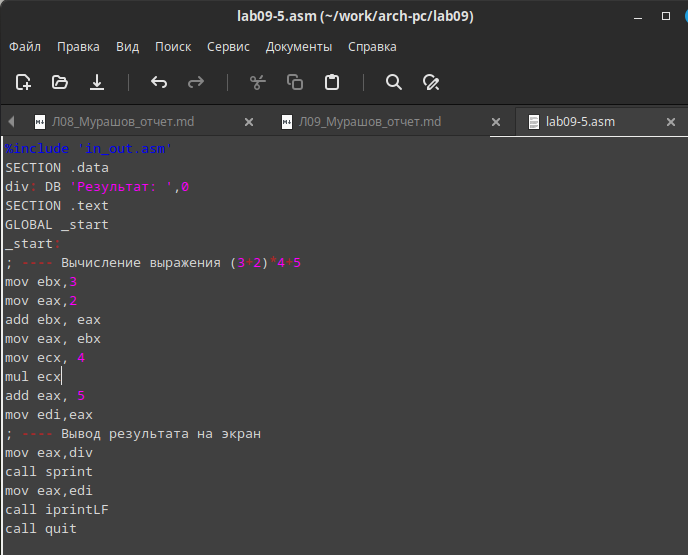 lab09-5.asm (~/work/arch-pc/lab09)
Файл Правка Вид Поиск Сервис Документы Справка
Л08_Мурашов_отчет.md Л09_Мурашов_отчет.md lab09-5.asm
%include 'in_out.asm'
SECTION .data
div: DB 'Результат: ',0
SECTION .text
GLOBAL _start
_start:
; ---- Вычисление выражения (3+2)*4+5
mov ebx,3
mov eax,2
add ebx, eax
mov eax, ebx
mov ecx, 4
mul ecx
add eax, 5
mov edi,eax
; ---- Вывод результата на экран
mov eax,div
call sprint
mov eax,edi
call iprintLF
call quit